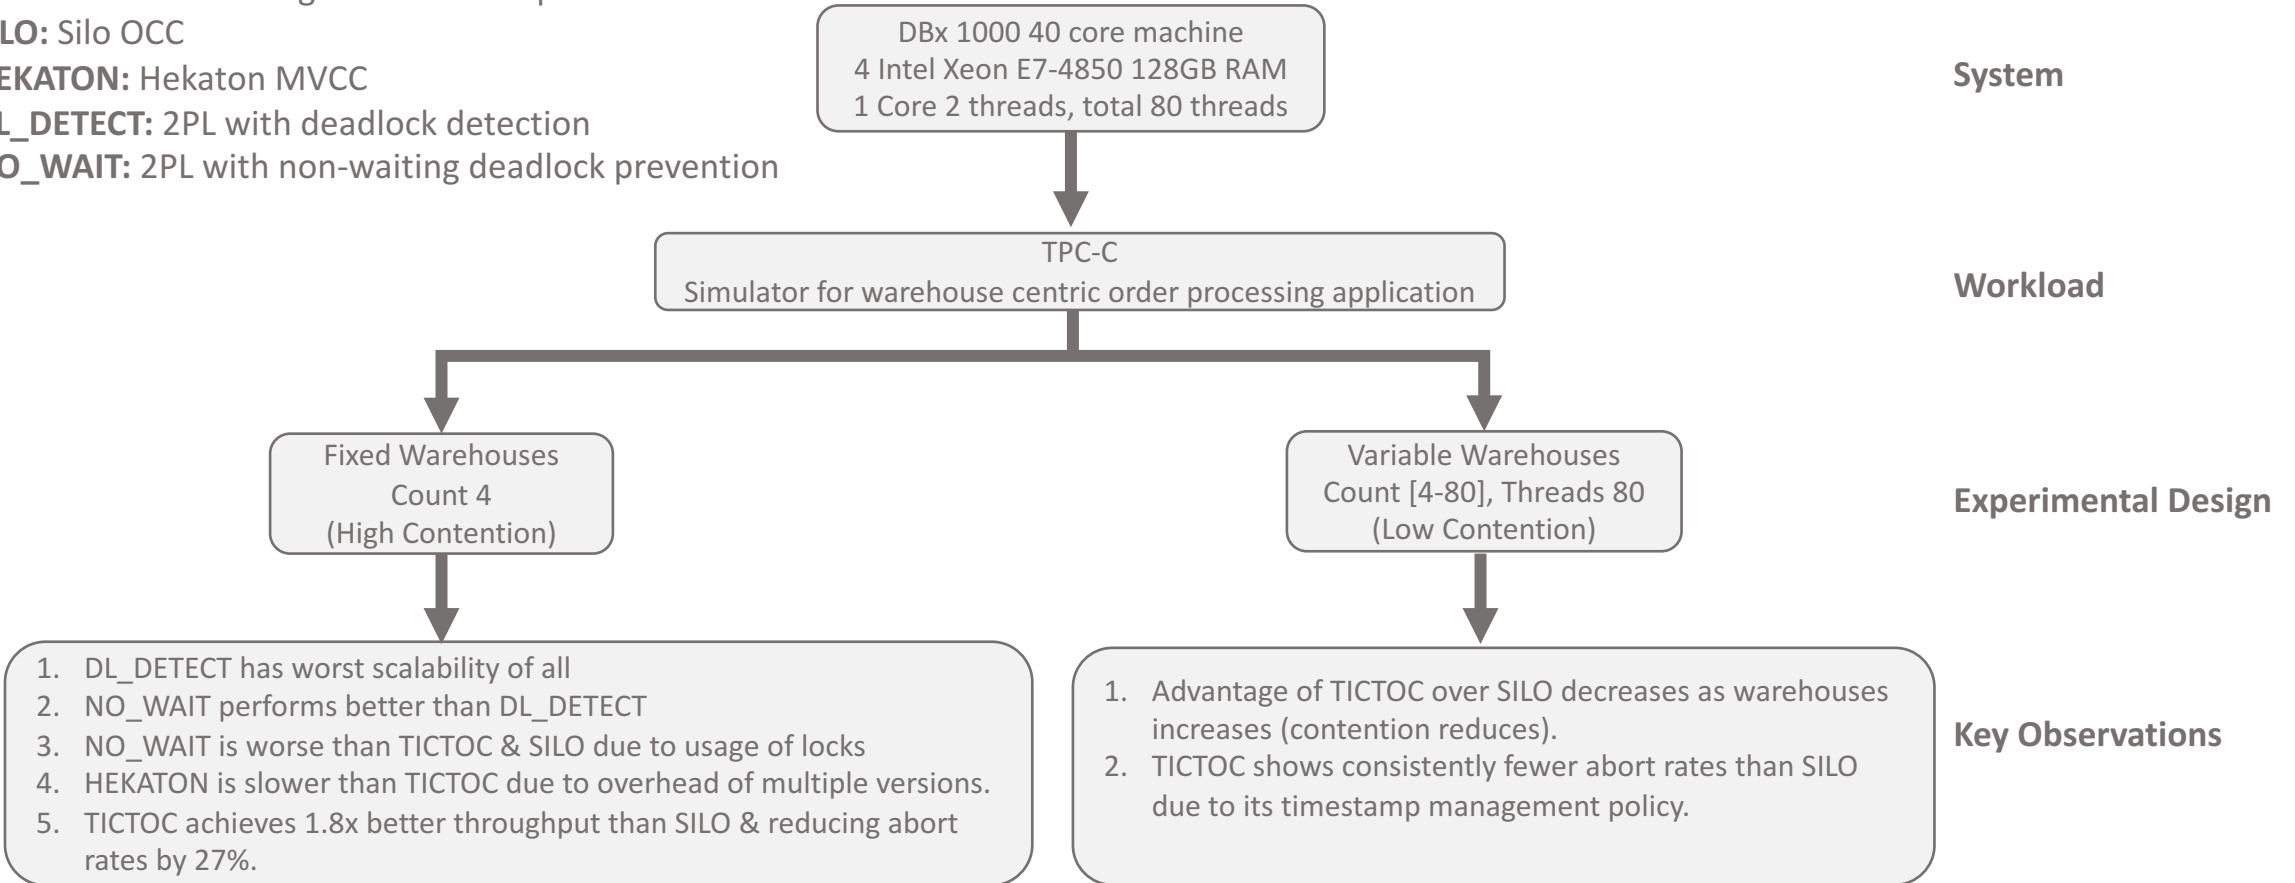 LO: Silo OCC
EKATON: Hekaton MVCC
L_DETECT: 2PL with deadlock detection
O_WAIT: 2PL with non-waiting deadlock prevention
DBx 1000 40 core machine
4 Intel Xeon E7-4850 128GB RAM
1 Core 2 threads, total 80 threads
System
TPC-C
Simulator for warehouse centric order processing application
Workload
Fixed Warehouses
Count 4
(High Contention)
Variable Warehouses
Count [4-80], Threads 80
(Low Contention)
Experimental Design
1. DL_DETECT has worst scalability of all
2. NO_WAIT performs better than DL_DETECT
3. NO_WAIT is worse than TICTOC & SILO due to usage of locks
4. HEKATON is slower than TICTOC due to overhead of multiple versions.
5. TICTOC achieves 1.8x better throughput than SILO & reducing abort
rates by 27%.
1. Advantage of TICTOC over SILO decreases as warehouses
increases (contention reduces).
2. TICTOC shows consistently fewer abort rates than SILO
due to its timestamp management policy.
Key Observations